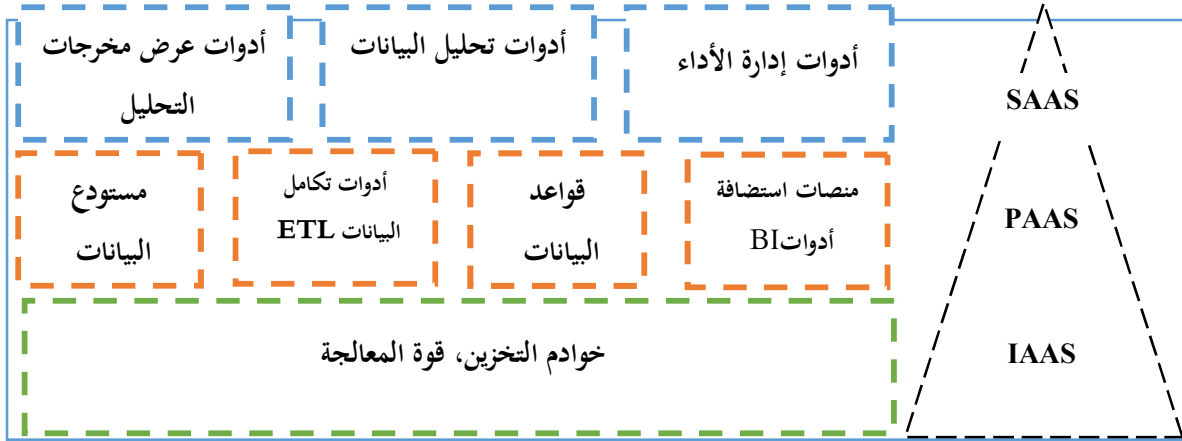 أدوات إدارة الأداء
أدوات تحليل البيانات
أدوات عرض مخرجات
التحليل
SAAS
منصات استضافة
أدواتBI
قواعد
البيانات
أدوات تكامل
البيانات ETL
مستودع
البيانات
PAAS
خوادم التخزين، قوة المعالجة
IAAS